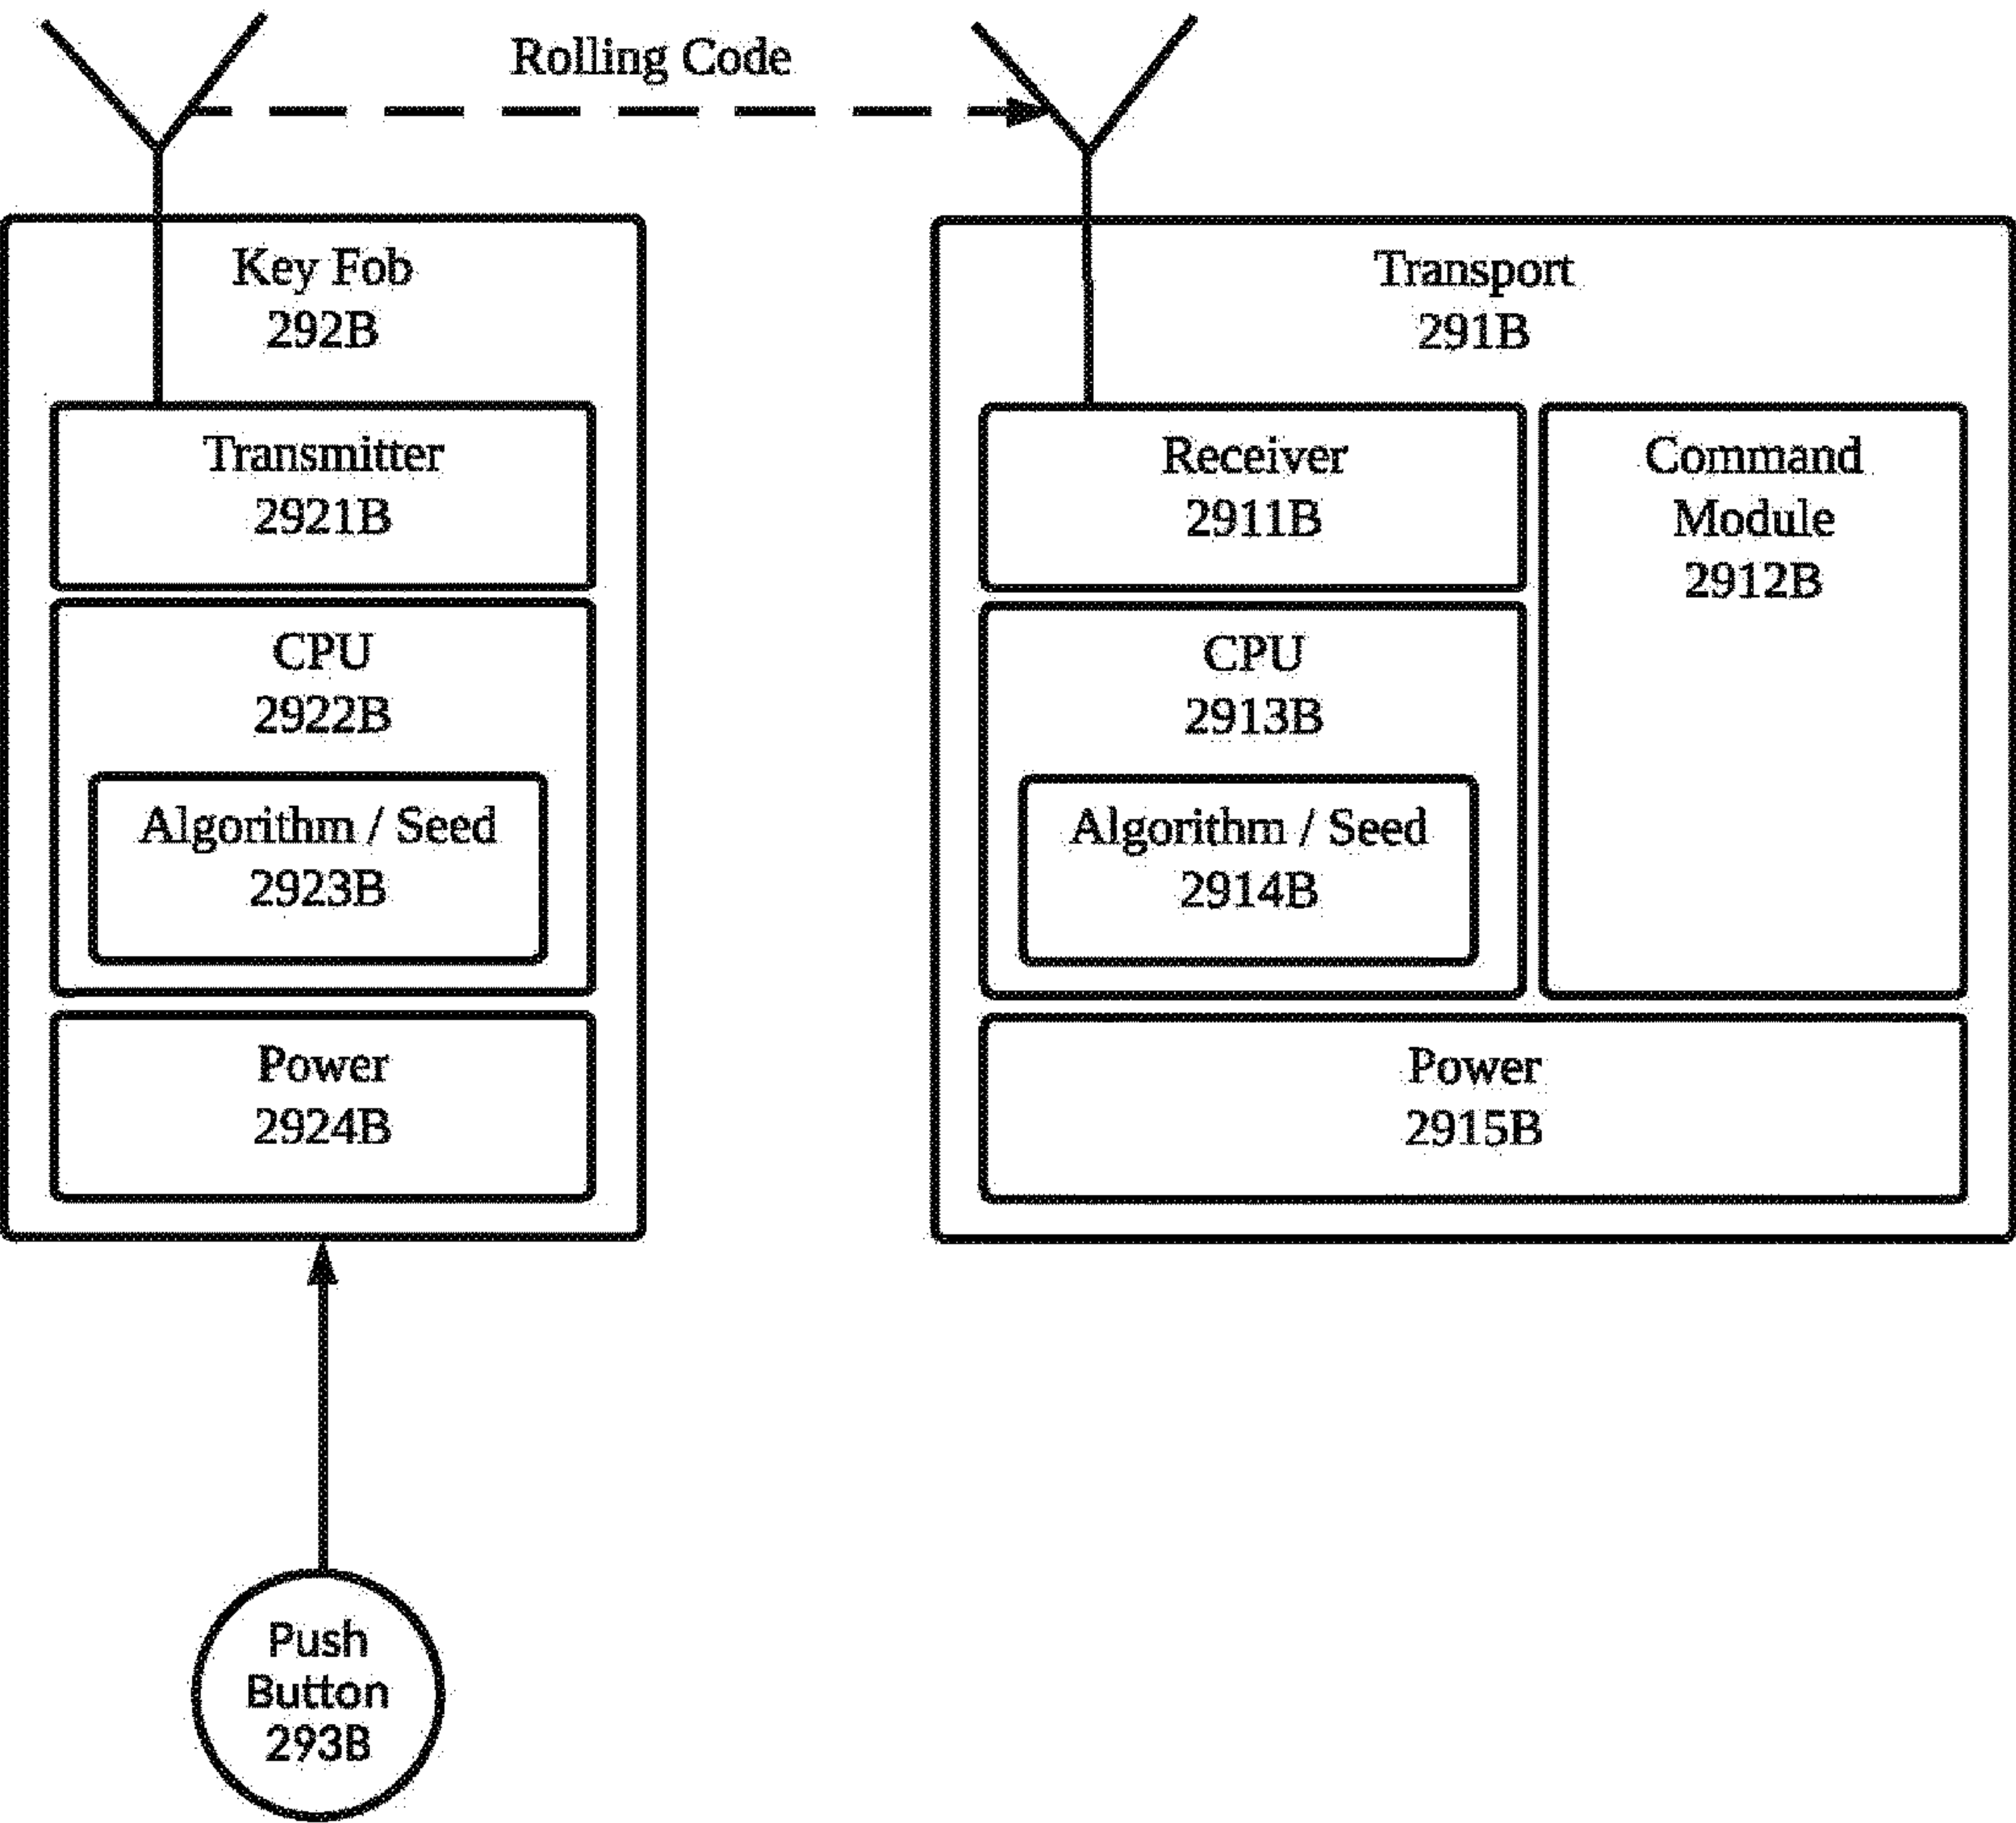 Rolling Code
Key Fob
292B
Transmitter
2921B
CPU
2922B
Algorithm / Seed
2923B
Power
2924B
Push
Button
293B
Transport
291B
Receiver
2911B
Command
Module
2912B
CPU
2913B
Algorithm / Seed
2914B
Power
2915B